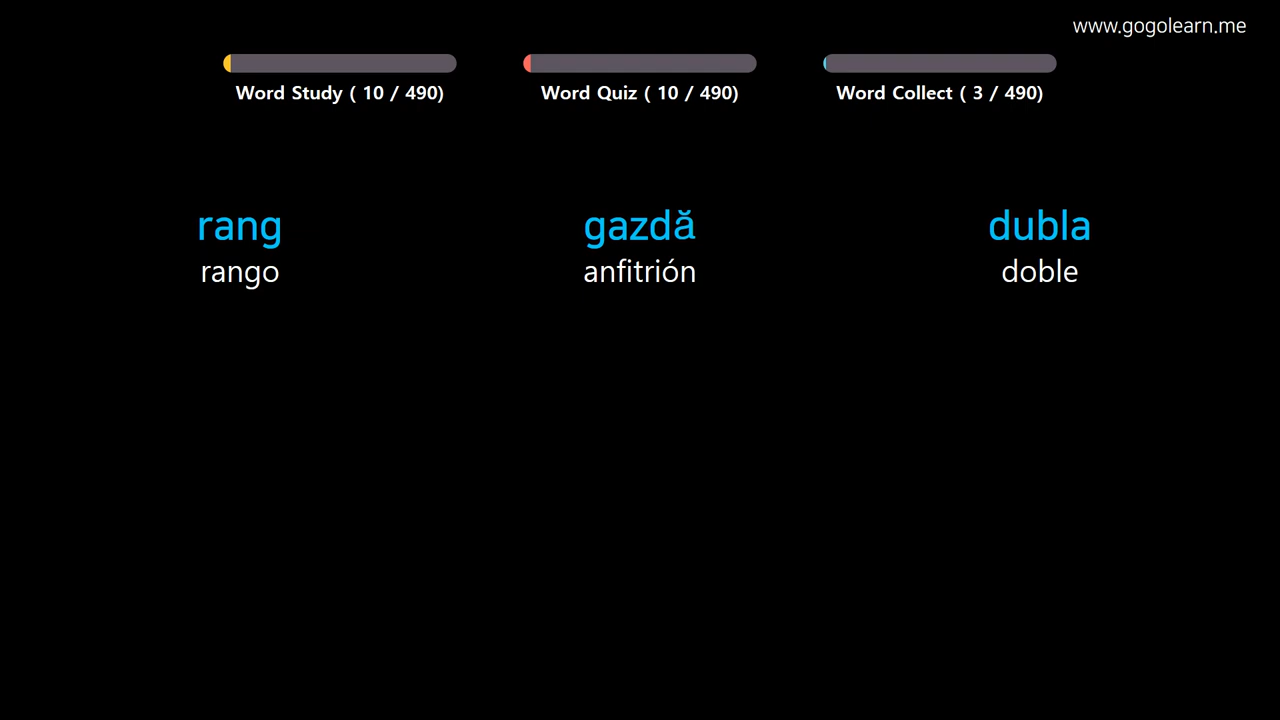 www.gogolearn.me
Word Study ( 10 / 490)
Word Quiz ( 10 / 490)
Word Collect ( 3 / 490)
rang
rango
gazdă
anfitrión
dubla
doble